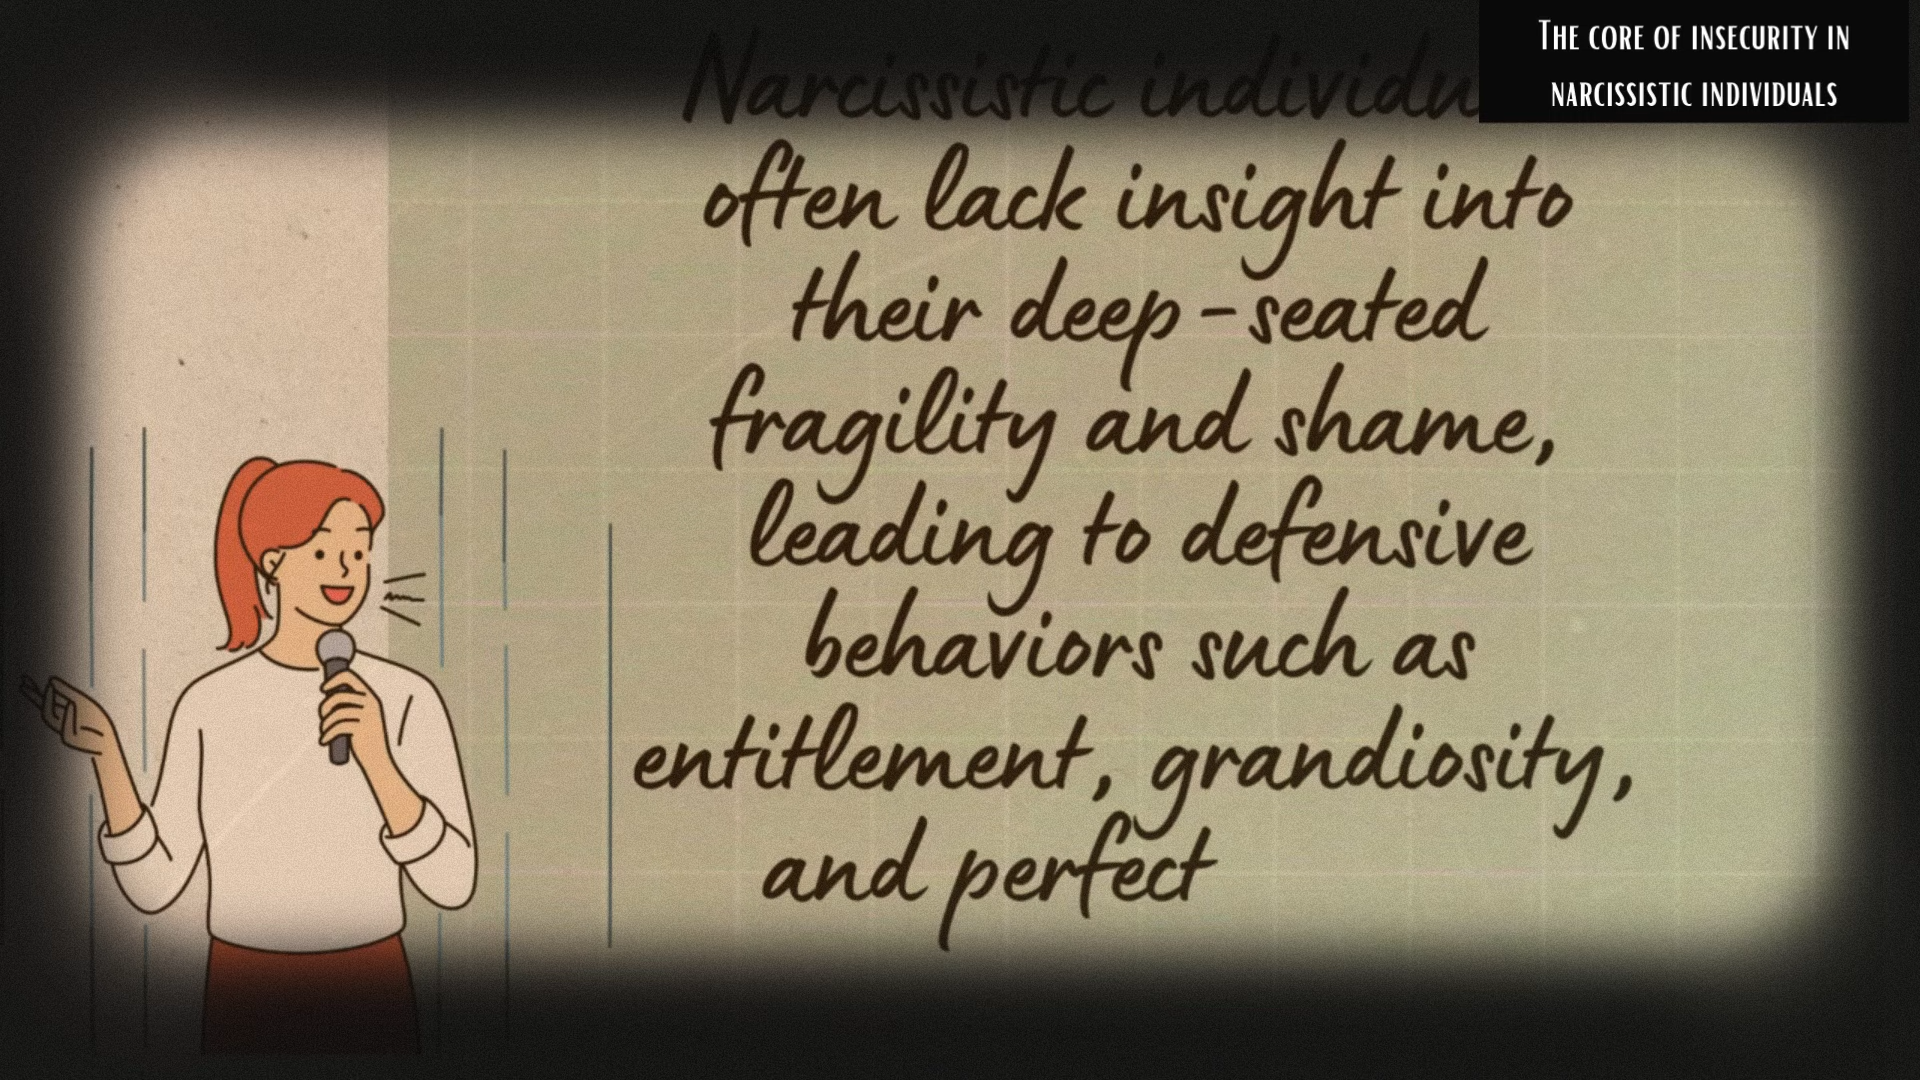 Narcissistic individu
often lack insight into
their deep-seated
fragility and shame,
leading to defensive
behaviors such as
entitlement, grandiosity,
and perfect
The core of insecurity in
narcissistic individuals